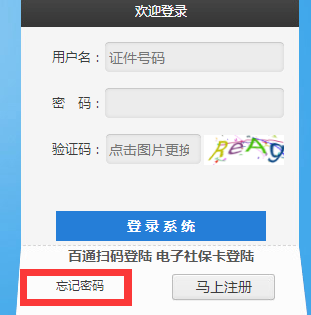 欢迎登录
用户名： 证件号码
密　码：
验证码： 点击图片更换 ReAg
登 录 系 统
百通扫码登陆 电子社保卡登陆
忘记密码 马上注册